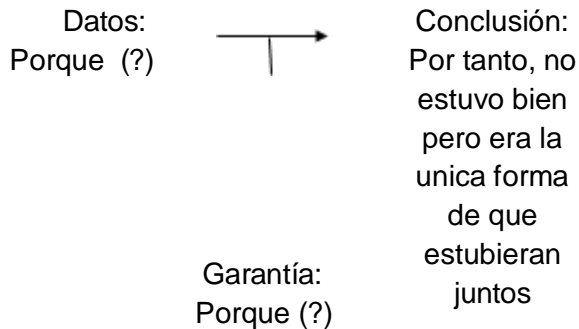 Datos:
Porque (?)
Conclusión:
Por tanto, no
estuvo bien
pero era la
unica forma
de que
estubieran
juntos
Garantía:
Porque (?)